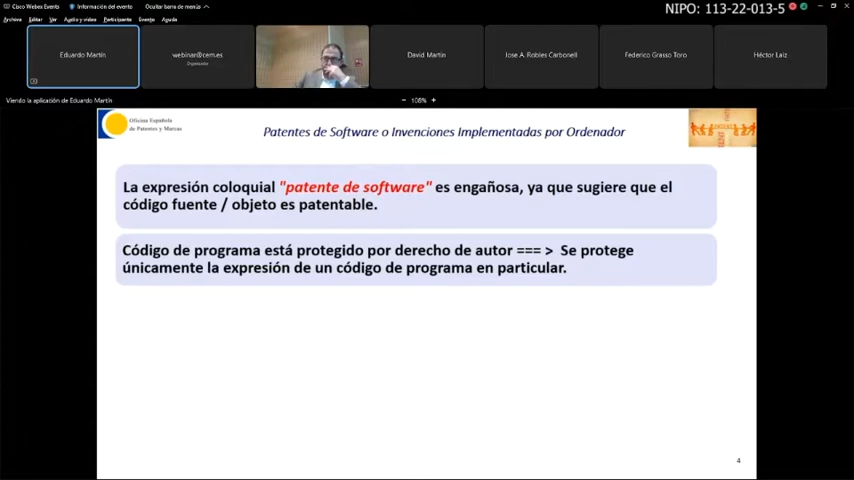 Cisco Webex Events
Información del evento
Ocultar barra de menús
NIPO: 113-22-013-5
Archivo Editar Ver Audio y vídeo Participante Evento Ayuda
Eduardo Martín
webinar@cem.es
Organizador
David Martín
Jose A. Robles Carbonell
Federico Grasso Toro
Héctor Laiz
Viendo la aplicación de Eduardo Martín
− 108% +
Oficina Española
de Patentes y Marcas
Patentes de Software o Invenciones Implementadas por Ordenador
La expresión coloquial "patente de software" es engañosa, ya que sugiere que el
código fuente / objeto es patentable.
Código de programa está protegido por derecho de autor === > Se protege
únicamente la expresión de un código de programa en particular.
4